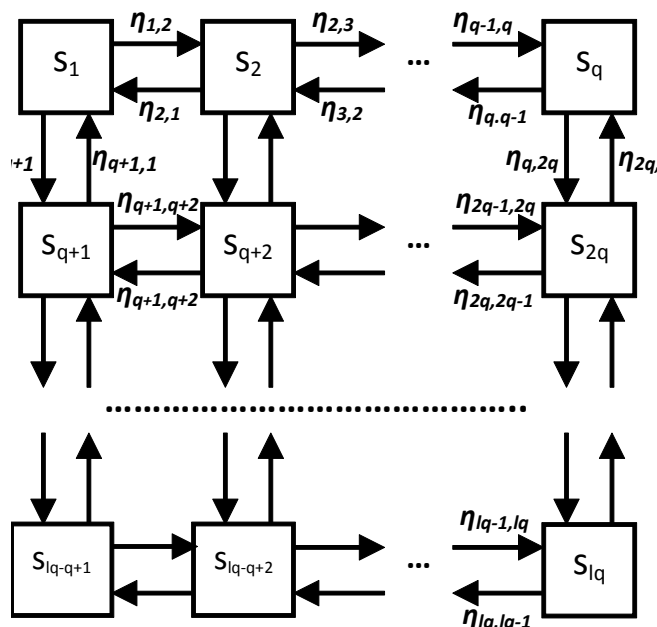 η1,2 η2,3 ... ηq-1,q
S1 S2 Sq
η2,1 η3,2 ηq.q-1
q+1 ηq+1,1 ηq,2q η2q,
ηq+1,q+2 η2q-1,2q
Sq+1 Sq+2 ... S2q
ηq+1,q+2 η2q,2q-1
ηlq-1,lq
Slq-q+1 Slq-q+2 ... Slq
ηlq,lq-1